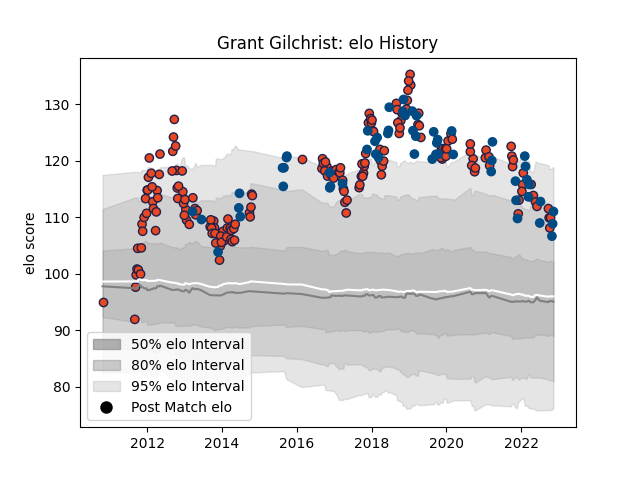 Grant Gilchrist: elo History
elo score
130
120
110
100
90
80
50% elo Interval
80% elo Interval
95% elo Interval
Post Match elo
2012
2014
2016
2018
2020
2022